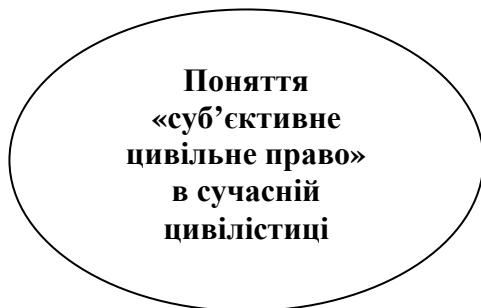 Поняття
«суб’єктивне
цивільне право»
в сучасній
цивілістиці